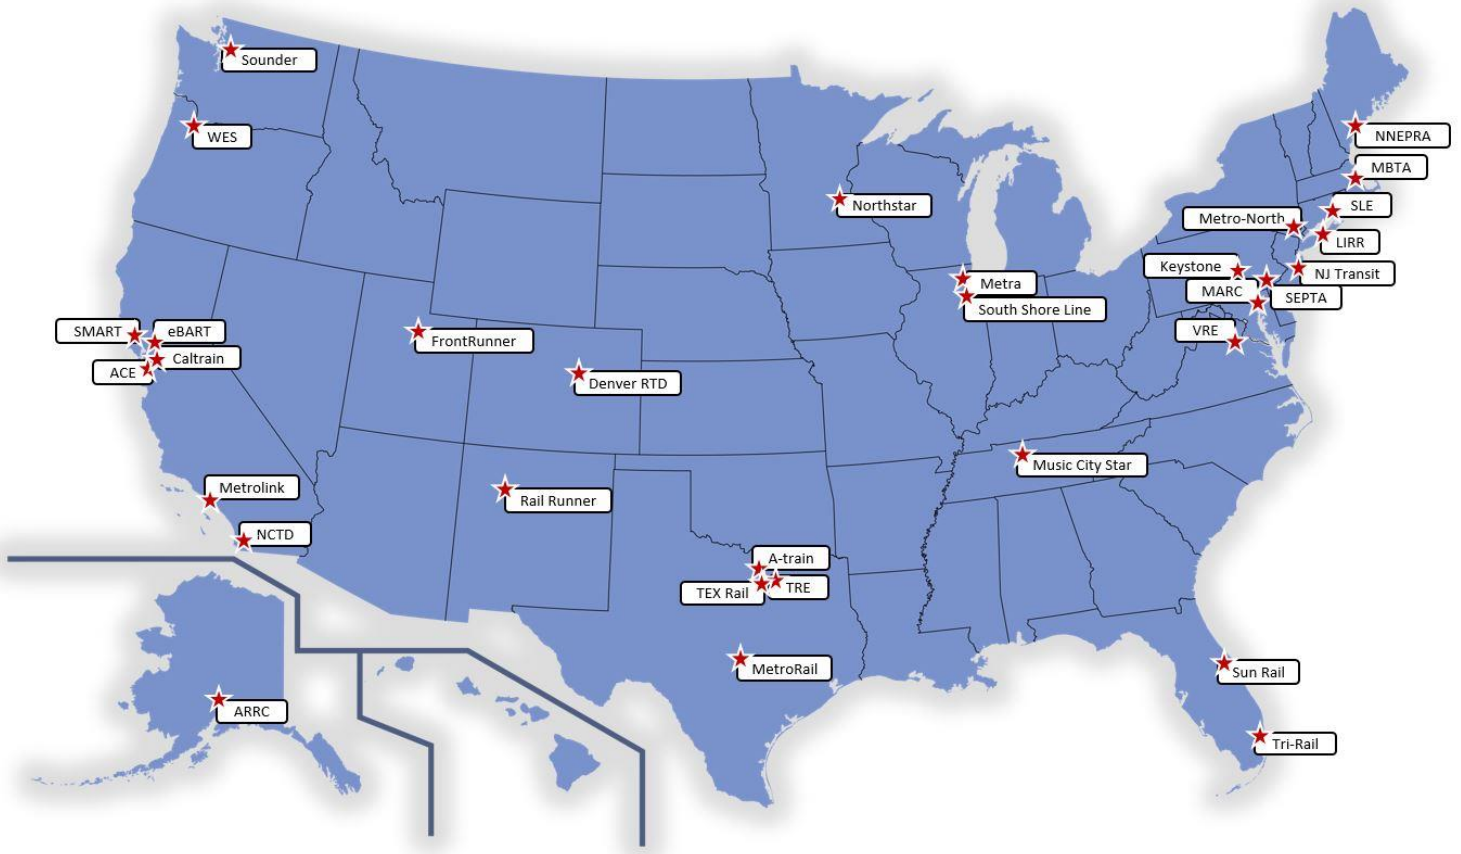 Sounder
WES
NNEPRA
MBTA
Northstar
SLE
Metro-North
LIRR
Keystone
NJ Transit
Metra
MARC
SEPTA
South Shore Line
SMART
eBART
VRE
FrontRunner
Caltrain
ACE
Denver RTD
Music City Star
Metrolink
Rail Runner
NCTD
A-train
TEX Rail
TRE
MetroRail
Sun Rail
ARRC
Tri-Rail